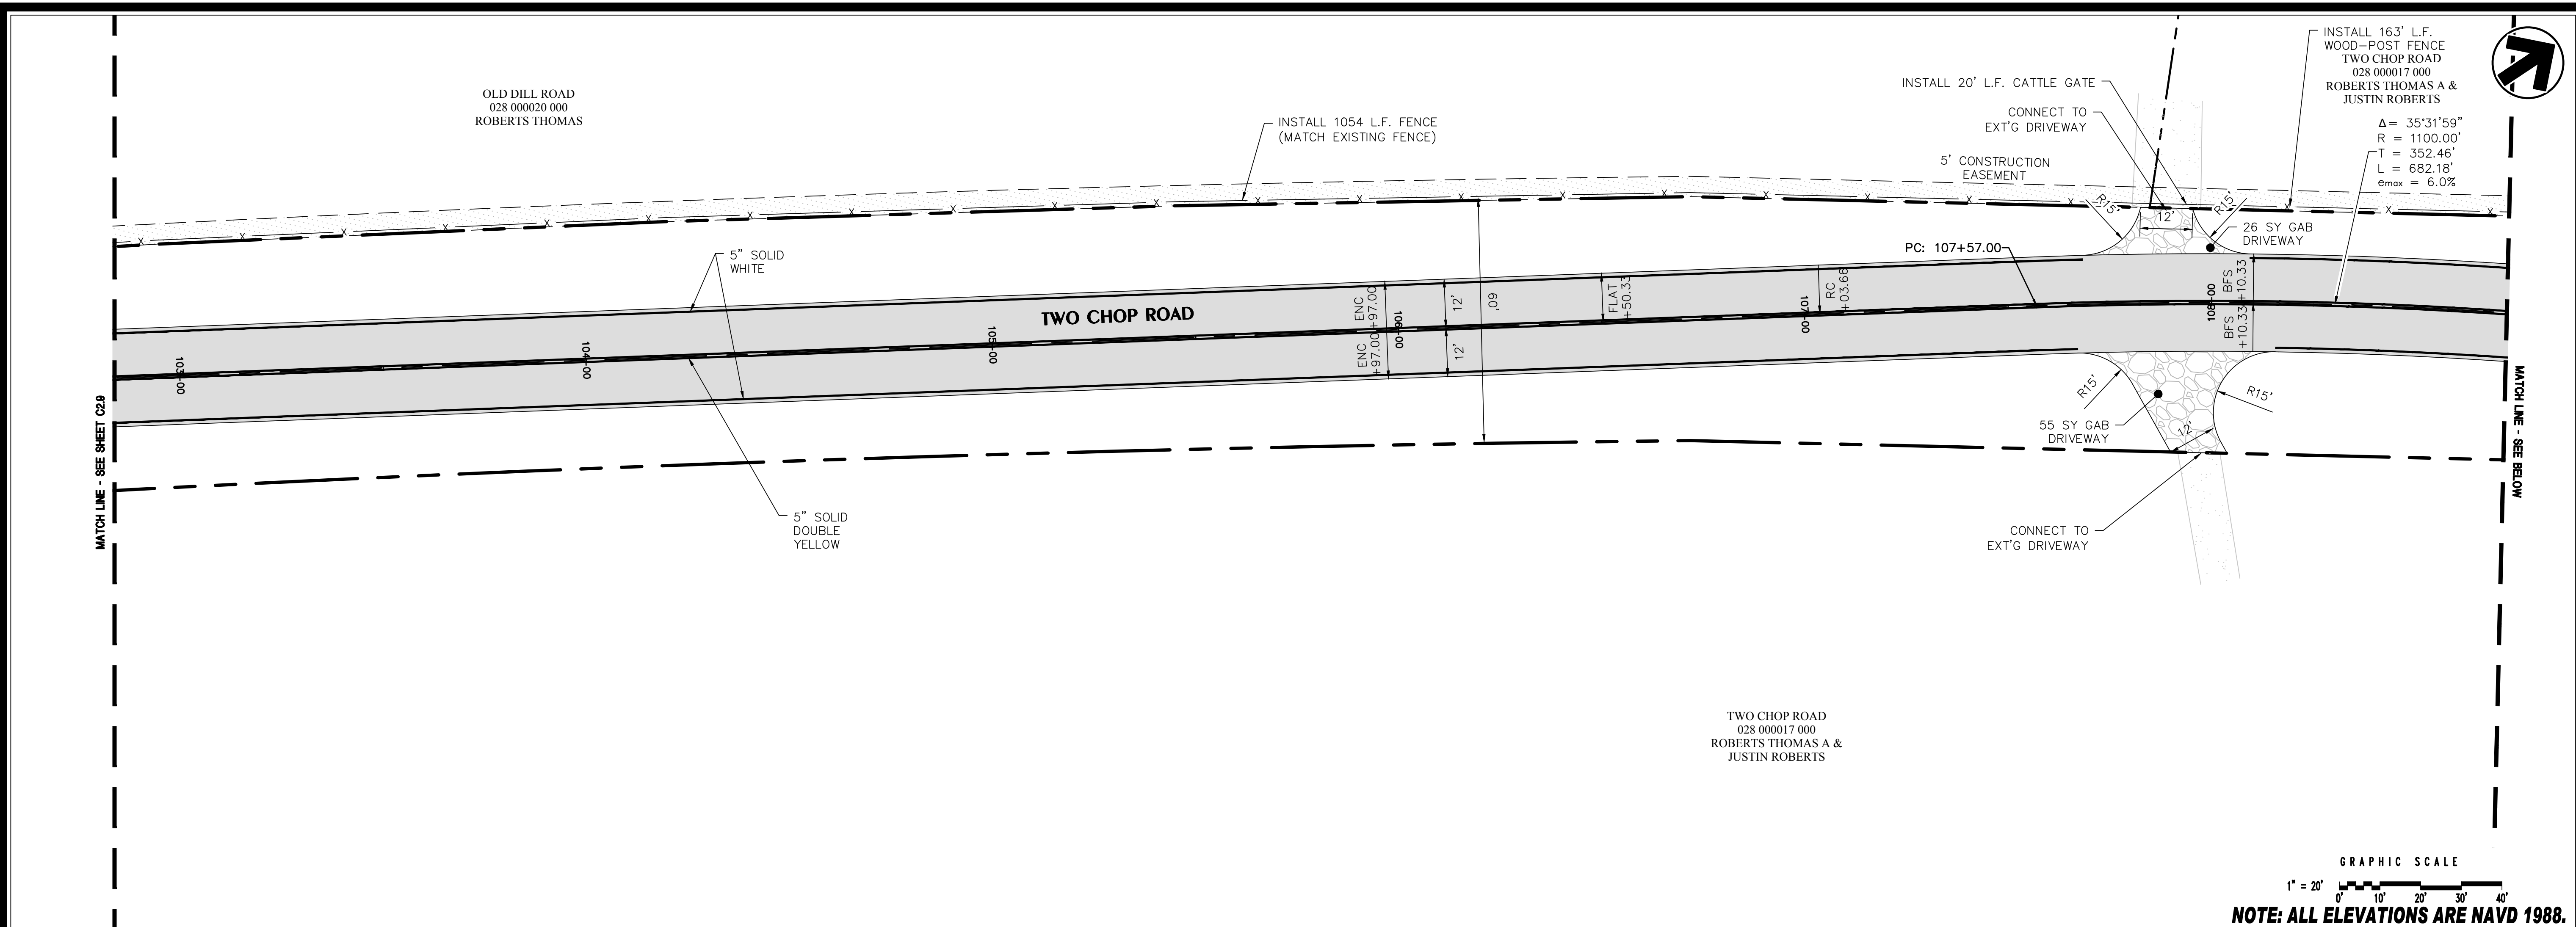 OLD DILL ROAD
028 000020 000
ROBERTS THOMAS
INSTALL 1054 L.F. FENCE
(MATCH EXISTING FENCE)
INSTALL 20' L.F. CATTLE GATE
CONNECT TO
EXT'G DRIVEWAY
5' CONSTRUCTION
EASEMENT
INSTALL 163' L.F.
WOOD-POST FENCE
TWO CHOP ROAD
028 000017 000
ROBERTS THOMAS A &
JUSTIN ROBERTS
Δ= 35°31'59"
R = 1100.00'
T = 352.46'
L = 682.18'
emax = 6.0%
R15'
12'
R15'
26 SY GAB
DRIVEWAY
PC: 107+57.00
5" SOLID
WHITE
TWO CHOP ROAD
103+00
104+00
105+00
106+00
107+00
108+00
ENC ENC
+97.00+97.00
12'
12'
60'
FLAT
+50.33
RC
+03.66
BFS BFS
+10.33+10.33
R15'
R15'
55 SY GAB
DRIVEWAY
12'
CONNECT TO
EXT'G DRIVEWAY
5" SOLID
DOUBLE
YELLOW
MATCH LINE - SEE SHEET C2.9
MATCH LINE - SEE BELOW
TWO CHOP ROAD
028 000017 000
ROBERTS THOMAS A &
JUSTIN ROBERTS
GRAPHIC SCALE
1" = 20'
0' 10' 20' 30' 40'
NOTE: ALL ELEVATIONS ARE NAVD 1988.